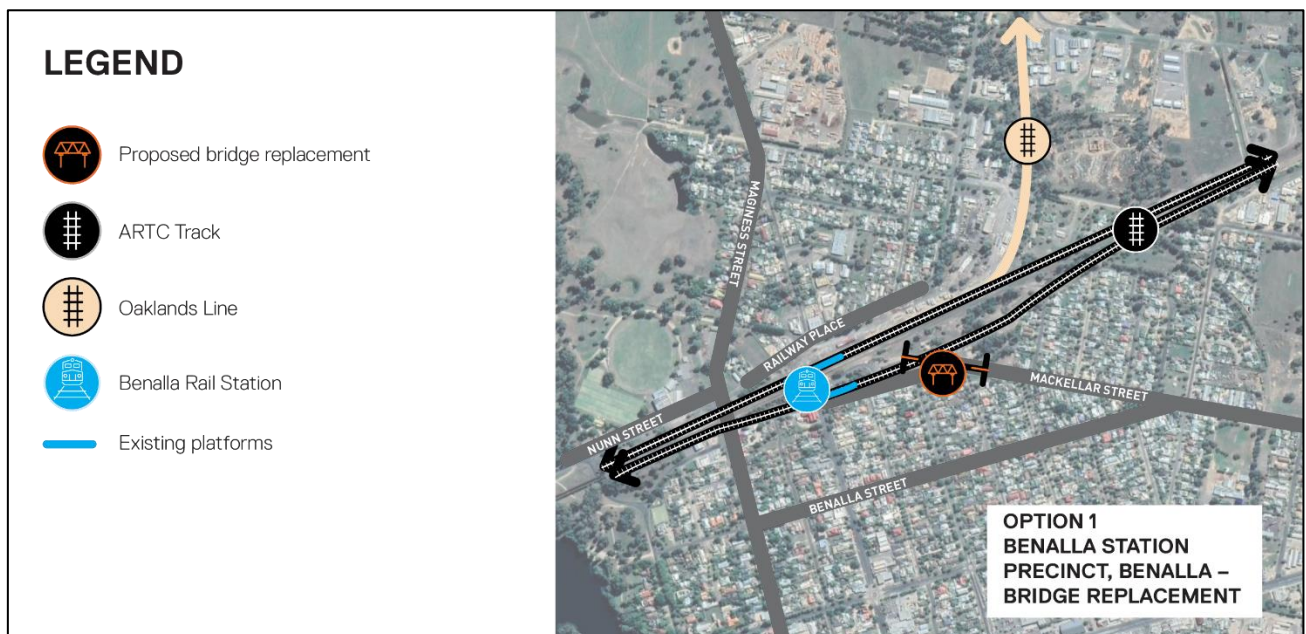 LEGEND
Proposed bridge replacement
ARTC Track
Oaklands Line
Benalla Rail Station
Existing platforms
MAGINESS STREET
RAILWAY PLACE
NUNN STREET
MACKELLAR STREET
BENALLA STREET
OPTION 1
BENALLA STATION
PRECINCT, BENALLA –
BRIDGE REPLACEMENT